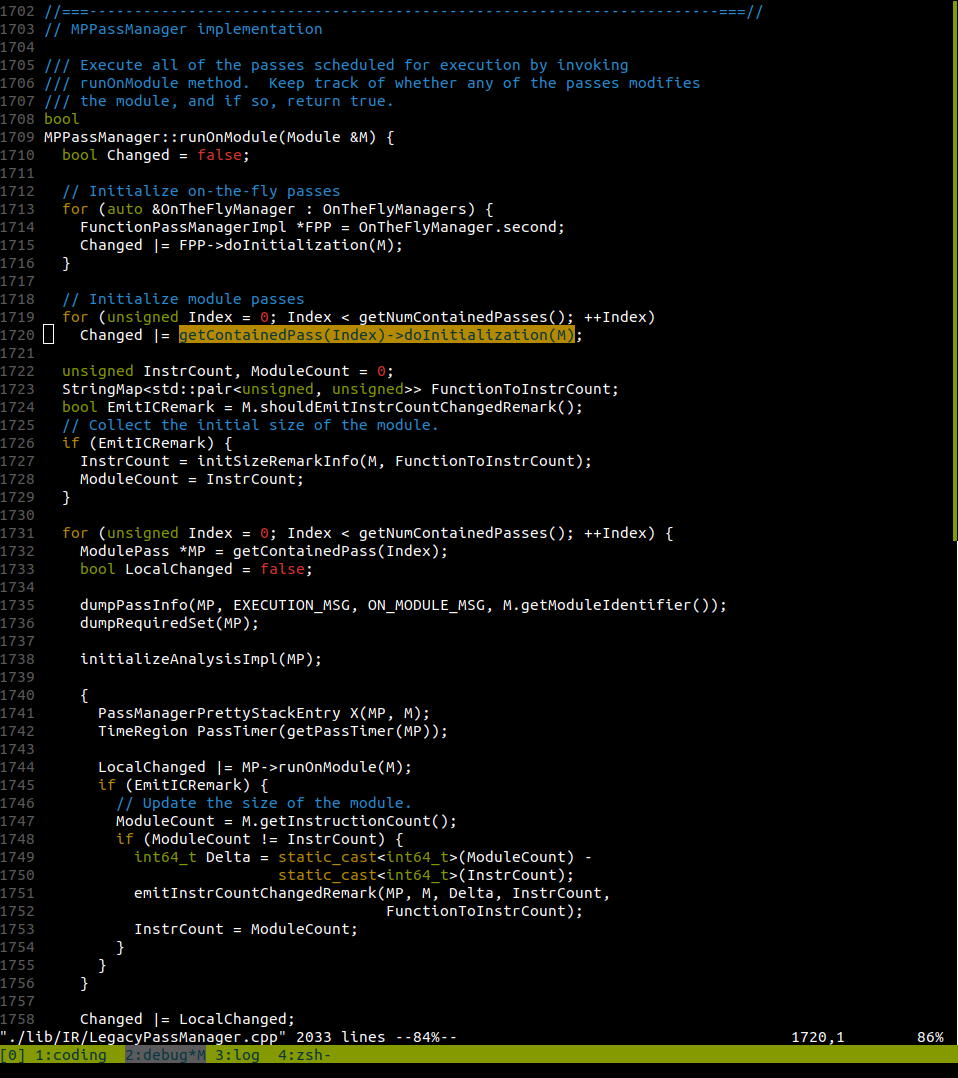 1702 //===----------------------------------------------------------------------===//
1703 // MPPassManager implementation
1704
1705 /// Execute all of the passes scheduled for execution by invoking
1706 /// runOnModule method.  Keep track of whether any of the passes modifies
1707 /// the module, and if so, return true.
1708 bool
1709 MPPassManager::runOnModule(Module &M) {
1710   bool Changed = false;
1711
1712   // Initialize on-the-fly passes
1713   for (auto &OnTheFlyManager : OnTheFlyManagers) {
1714     FunctionPassManagerImpl *FPP = OnTheFlyManager.second;
1715     Changed |= FPP->doInitialization(M);
1716   }
1717
1718   // Initialize module passes
1719   for (unsigned Index = 0; Index < getNumContainedPasses(); ++Index)
1720     Changed |= getContainedPass(Index)->doInitialization(M);
1721
1722   unsigned InstrCount, ModuleCount = 0;
1723   StringMap<std::pair<unsigned, unsigned>> FunctionToInstrCount;
1724   bool EmitICRemark = M.shouldEmitInstrCountChangedRemark();
1725   // Collect the initial size of the module.
1726   if (EmitICRemark) {
1727     InstrCount = initSizeRemarkInfo(M, FunctionToInstrCount);
1728     ModuleCount = InstrCount;
1729   }
1730
1731   for (unsigned Index = 0; Index < getNumContainedPasses(); ++Index) {
1732     ModulePass *MP = getContainedPass(Index);
1733     bool LocalChanged = false;
1734
1735     dumpPassInfo(MP, EXECUTION_MSG, ON_MODULE_MSG, M.getModuleIdentifier());
1736     dumpRequiredSet(MP);
1737
1738     initializeAnalysisImpl(MP);
1739
1740     {
1741       PassManagerPrettyStackEntry X(MP, M);
1742       TimeRegion PassTimer(getPassTimer(MP));
1743
1744       LocalChanged |= MP->runOnModule(M);
1745       if (EmitICRemark) {
1746         // Update the size of the module.
1747         ModuleCount = M.getInstructionCount();
1748         if (ModuleCount != InstrCount) {
1749           int64_t Delta = static_cast<int64_t>(ModuleCount) -
1750                           static_cast<int64_t>(InstrCount);
1751           emitInstrCountChangedRemark(MP, M, Delta, InstrCount,
1752                                       FunctionToInstrCount);
1753           InstrCount = ModuleCount;
1754         }
1755       }
1756     }
1757
1758     Changed |= LocalChanged;
"./lib/IR/LegacyPassManager.cpp" 2033 lines --84%-- 1720,1 86%
[0] 1:coding  2:debug*M 3:log  4:zsh-